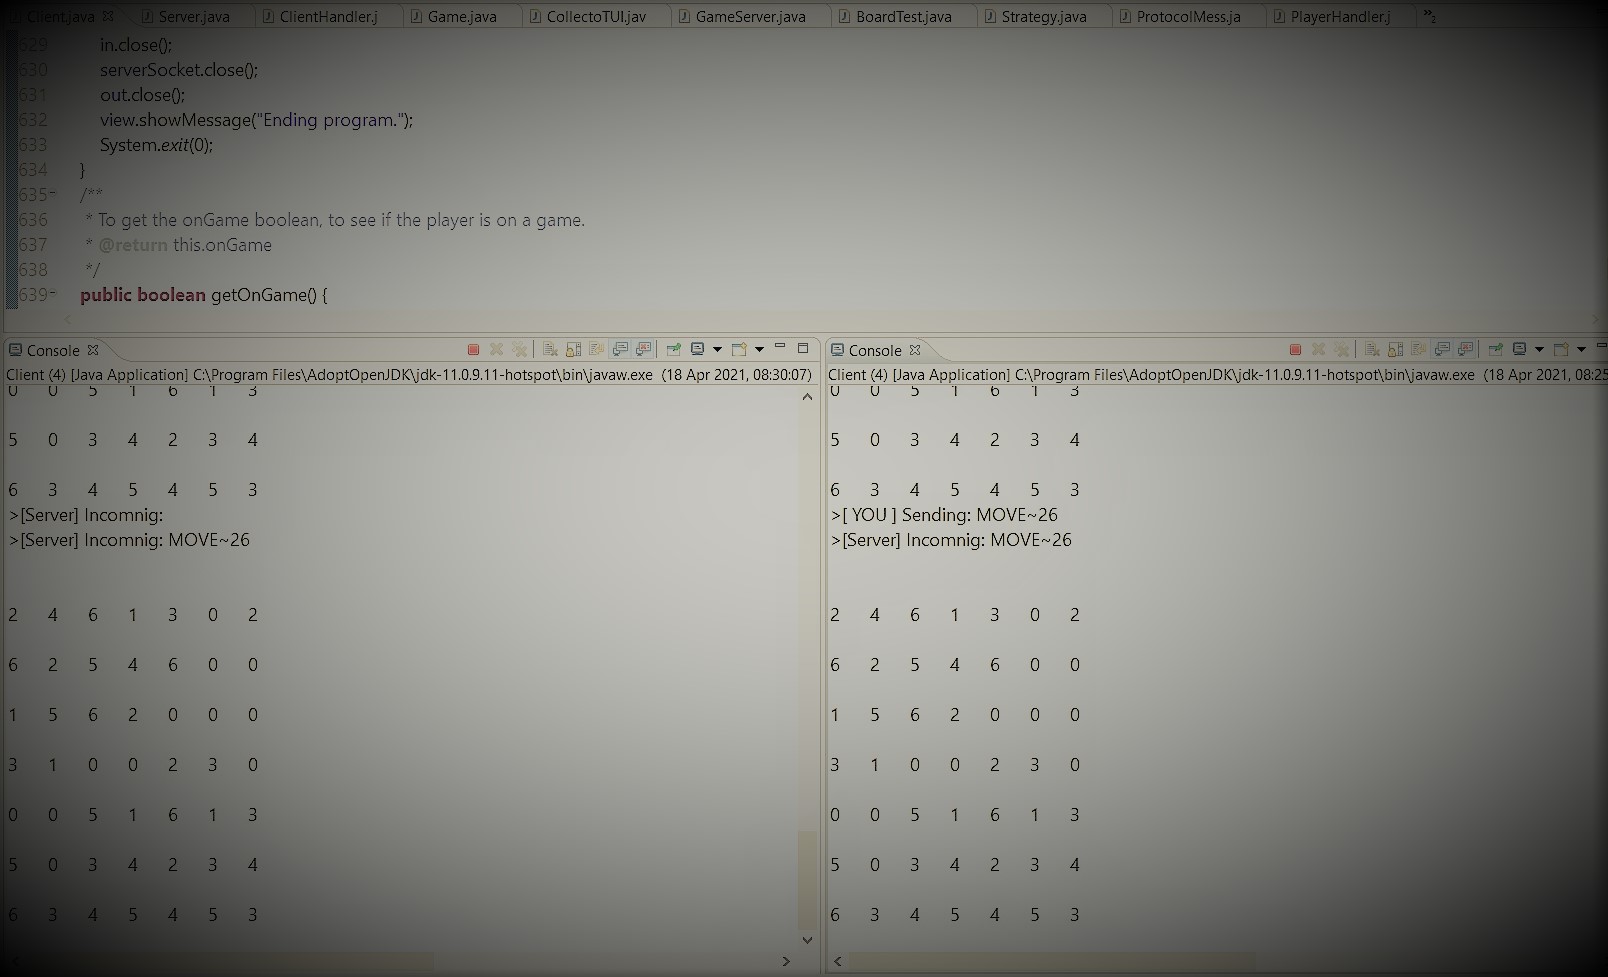 Client.java Server.java ClientHandler.j Game.java CollectoTUI.jav GameServer.java BoardTest.java Strategy.java ProtocolMess.ja PlayerHandler.j »2
629 in.close();
630 serverSocket.close();
631 out.close();
632 view.showMessage("Ending program.");
633 System.exit(0);
634 }
635 /**
636 * To get the onGame boolean, to see if the player is on a game.
637 * @return this.onGame
638 */
639 public boolean getOnGame() {
Console
Client (4) [Java Application] C:\Program Files\AdoptOpenJDK\jdk-11.0.9.11-hotspot\bin\javaw.exe (18 Apr 2021, 08:30:07)
0 0 5 1 6 1 3
5 0 3 4 2 3 4
6 3 4 5 4 5 3
>[Server] Incomnig:
>[Server] Incomnig: MOVE~26
2 4 6 1 3 0 2
6 2 5 4 6 0 0
1 5 6 2 0 0 0
3 1 0 0 2 3 0
0 0 5 1 6 1 3
5 0 3 4 2 3 4
6 3 4 5 4 5 3
Console
Client (4) [Java Application] C:\Program Files\AdoptOpenJDK\jdk-11.0.9.11-hotspot\bin\javaw.exe (18 Apr 2021, 08:25
0 0 5 1 6 1 3
5 0 3 4 2 3 4
6 3 4 5 4 5 3
>[ YOU ] Sending: MOVE~26
>[Server] Incomnig: MOVE~26
2 4 6 1 3 0 2
6 2 5 4 6 0 0
1 5 6 2 0 0 0
3 1 0 0 2 3 0
0 0 5 1 6 1 3
5 0 3 4 2 3 4
6 3 4 5 4 5 3